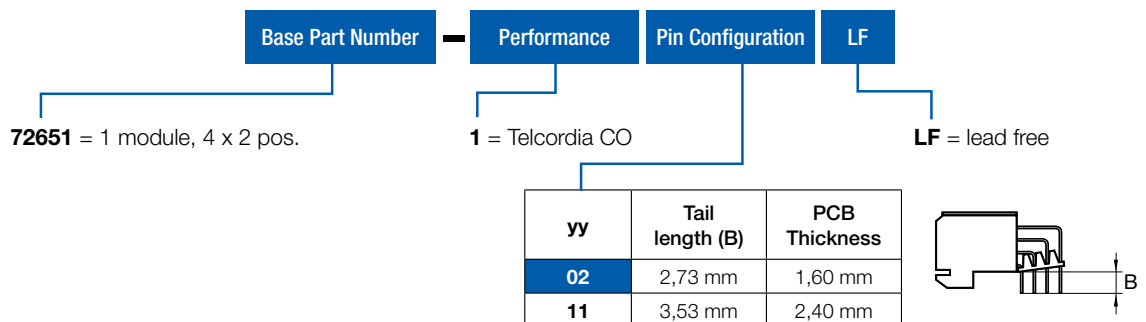 Base Part Number – Performance Pin Configuration LF
72651 = 1 module, 4 x 2 pos. 1 = Telcordia CO LF = lead free
yy Tail length (B) PCB Thickness
02 2,73 mm 1,60 mm
11 3,53 mm 2,40 mm
B